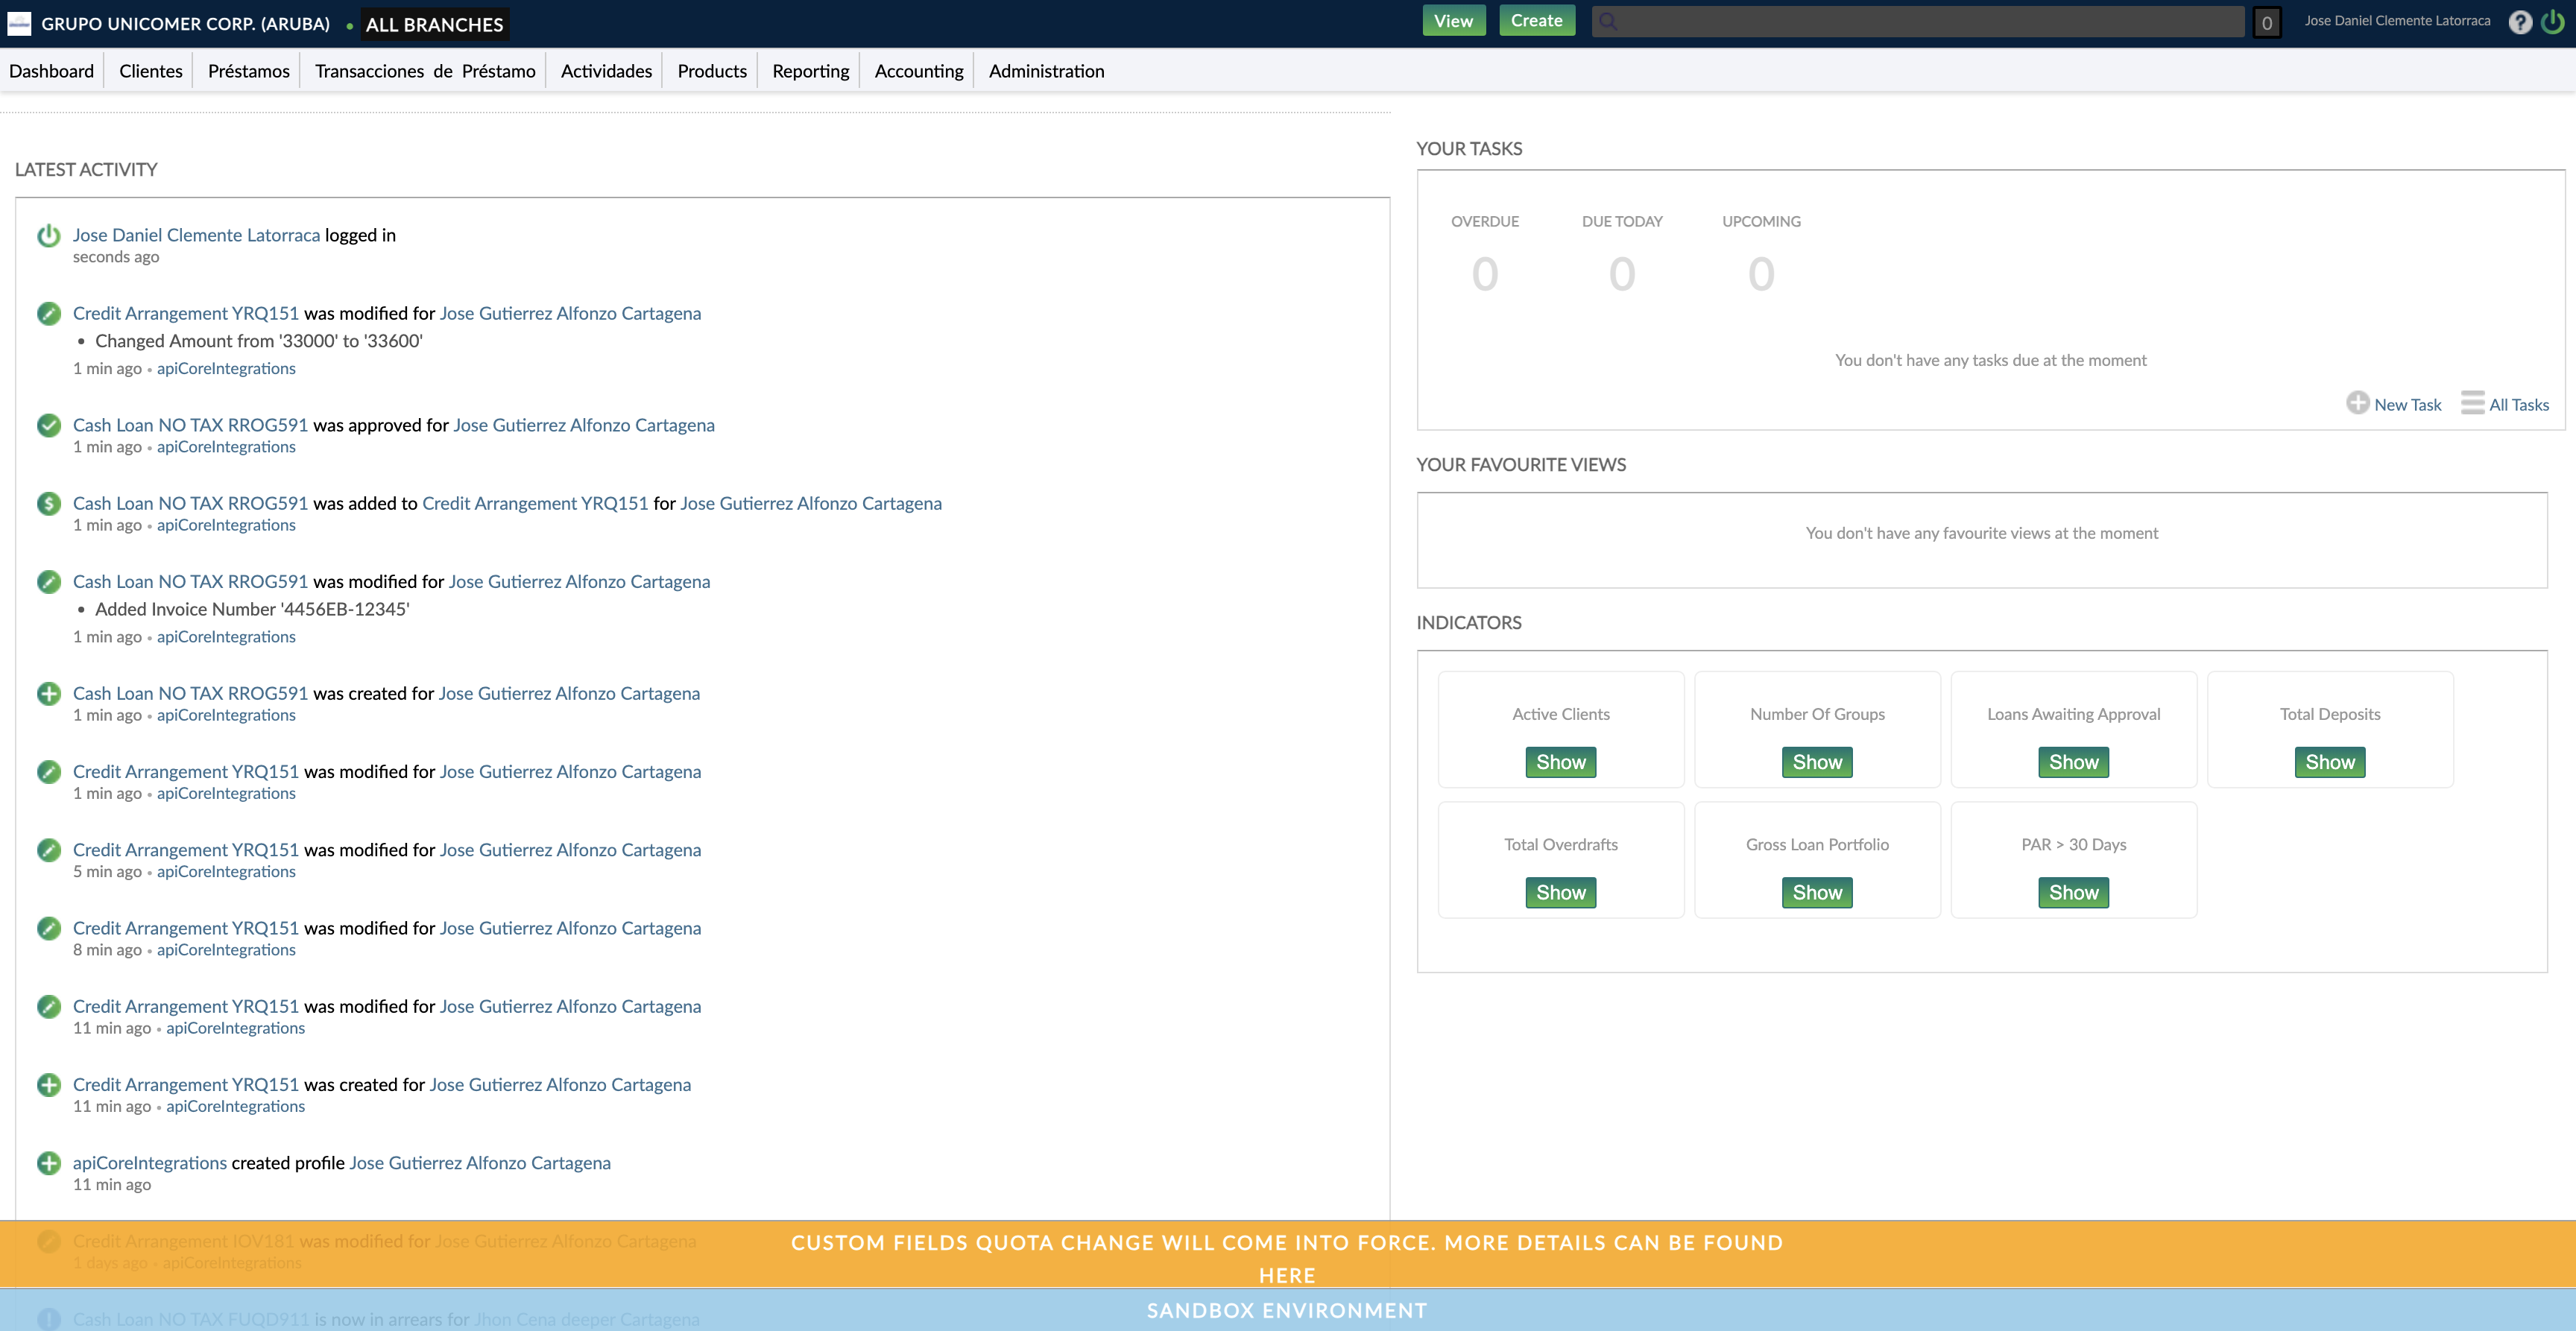 GRUPO UNICOMER CORP. (ARUBA) • ALL BRANCHES
View Create 0 Jose Daniel Clemente Latorraca ?
Dashboard Clientes Préstamos Transacciones de Préstamo Actividades Products Reporting Accounting Administration
LATEST ACTIVITY
Jose Daniel Clemente Latorraca logged in
seconds ago
Credit Arrangement YRQ151 was modified for Jose Gutierrez Alfonzo Cartagena
• Changed Amount from '33000' to '33600'
1 min ago • apiCoreIntegrations
Cash Loan NO TAX RROG591 was approved for Jose Gutierrez Alfonzo Cartagena
1 min ago • apiCoreIntegrations
Cash Loan NO TAX RROG591 was added to Credit Arrangement YRQ151 for Jose Gutierrez Alfonzo Cartagena
1 min ago • apiCoreIntegrations
Cash Loan NO TAX RROG591 was modified for Jose Gutierrez Alfonzo Cartagena
• Added Invoice Number '4456EB-12345'
1 min ago • apiCoreIntegrations
Cash Loan NO TAX RROG591 was created for Jose Gutierrez Alfonzo Cartagena
1 min ago • apiCoreIntegrations
Credit Arrangement YRQ151 was modified for Jose Gutierrez Alfonzo Cartagena
1 min ago • apiCoreIntegrations
Credit Arrangement YRQ151 was modified for Jose Gutierrez Alfonzo Cartagena
5 min ago • apiCoreIntegrations
Credit Arrangement YRQ151 was modified for Jose Gutierrez Alfonzo Cartagena
8 min ago • apiCoreIntegrations
Credit Arrangement YRQ151 was modified for Jose Gutierrez Alfonzo Cartagena
11 min ago • apiCoreIntegrations
Credit Arrangement YRQ151 was created for Jose Gutierrez Alfonzo Cartagena
11 min ago • apiCoreIntegrations
apiCoreIntegrations created profile Jose Gutierrez Alfonzo Cartagena
11 min ago
Credit Arrangement IOV181 was modified for Jose Gutierrez Alfonzo Cartagena
1 days ago • apiCoreIntegrations
Cash Loan NO TAX FUQD911 is now in arrears for Jhon Cena deeper Cartagena
YOUR TASKS
OVERDUE DUE TODAY UPCOMING
0 0 0
You don't have any tasks due at the moment
New Task All Tasks
YOUR FAVOURITE VIEWS
You don't have any favourite views at the moment
INDICATORS
Active Clients Number Of Groups Loans Awaiting Approval Total Deposits
Show Show Show Show
Total Overdrafts Gross Loan Portfolio PAR > 30 Days
Show Show Show
CUSTOM FIELDS QUOTA CHANGE WILL COME INTO FORCE. MORE DETAILS CAN BE FOUND
HERE
SANDBOX ENVIRONMENT